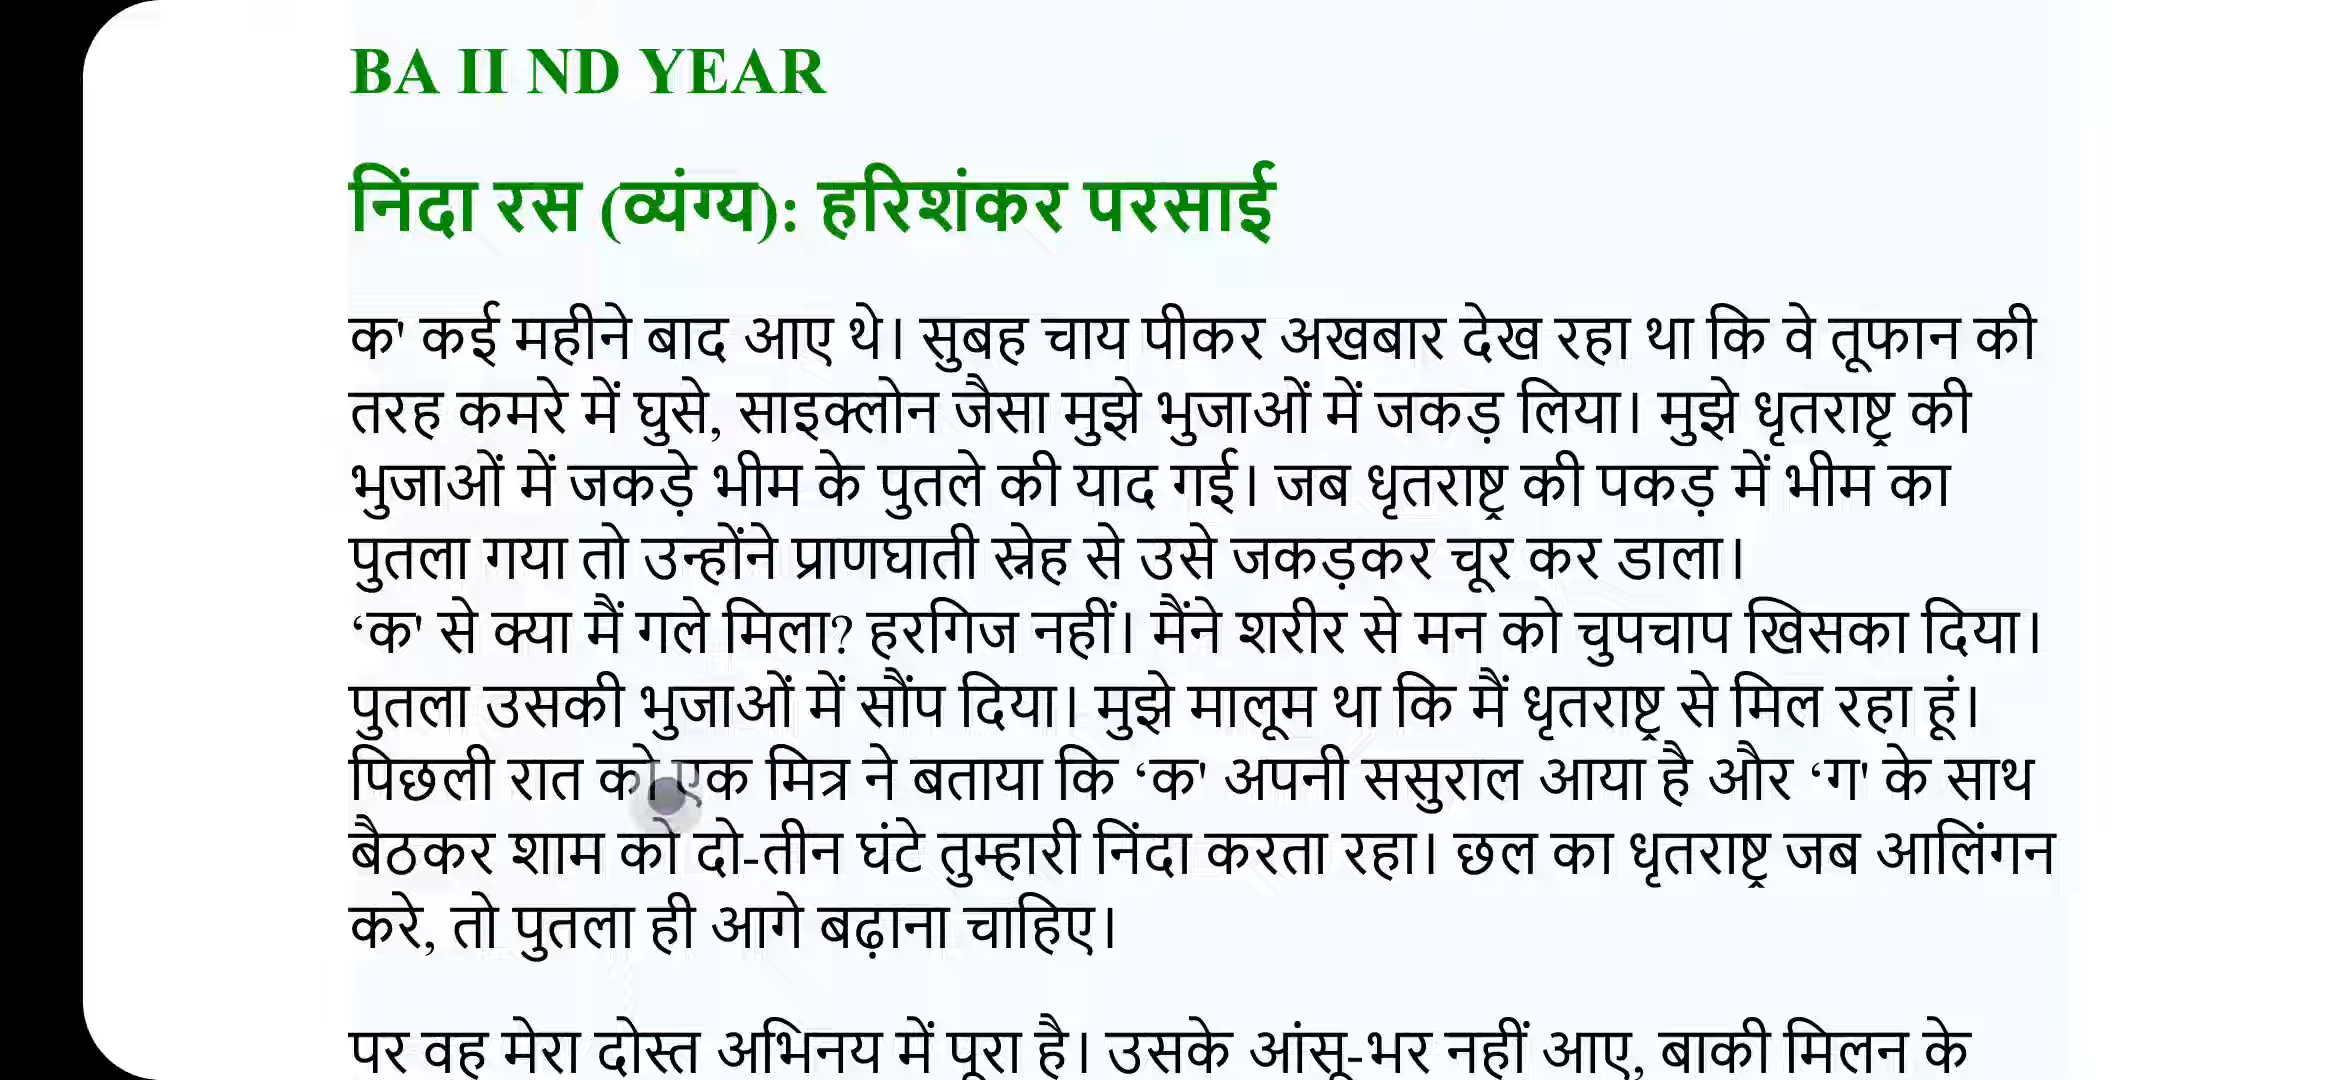 BA II ND YEAR
निंदा रस (व्यंग्य): हरिशंकर परसाई
क' कई महीने बाद आए थे। सुबह चाय पीकर अखबार देख रहा था कि वे तूफान की
तरह कमरे में घुसे, साइक्लोन जैसा मुझे भुजाओं में जकड़ लिया। मुझे धृतराष्ट्र की
भुजाओं में जकड़े भीम के पुतले की याद गई। जब धृतराष्ट्र की पकड़ में भीम का
पुतला गया तो उन्होंने प्राणघाती स्नेह से उसे जकड़कर चूर कर डाला।
‘क' से क्या मैं गले मिला? हरगिज नहीं। मैंने शरीर से मन को चुपचाप खिसका दिया।
पुतला उसकी भुजाओं में सौंप दिया। मुझे मालूम था कि मैं धृतराष्ट्र से मिल रहा हूं।
पिछली रात को एक मित्र ने बताया कि ‘क' अपनी ससुराल आया है और ‘ग' के साथ
बैठकर शाम को दो-तीन घंटे तुम्हारी निंदा करता रहा। छल का धृतराष्ट्र जब आलिंगन
करे, तो पुतला ही आगे बढ़ाना चाहिए।
पर वह मेरा दोस्त अभिनय में पूरा है। उसके आंसू-भर नहीं आए, बाकी मिलन के